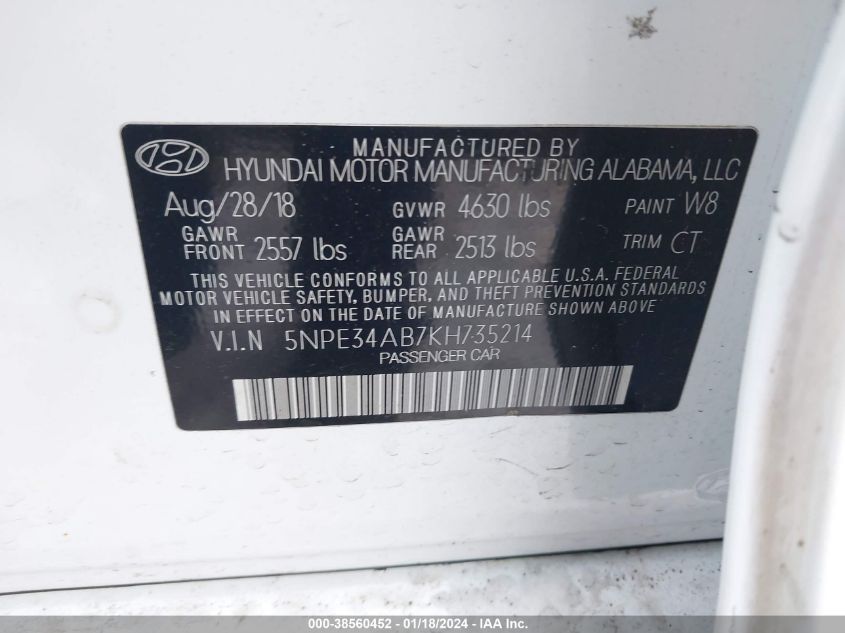 MANUFACTURED BY
HYUNDAI MOTOR MANUFACTURING ALABAMA, LLC
Aug/28/18 GVWR 4630 lbs PAINT W8
GAWR FRONT 2557 lbs GAWR REAR 2513 lbs TRIM CT
THIS VEHICLE CONFORMS TO ALL APPLICABLE U.S.A. FEDERAL
MOTOR VEHICLE SAFETY, BUMPER, AND THEFT PREVENTION STANDARDS
IN EFFECT ON THE DATE OF MANUFACTURE SHOWN ABOVE
V.I.N 5NPE34AB7KH735214
PASSENGER CAR
000-38560452 - 01/18/2024 - IAA Inc.